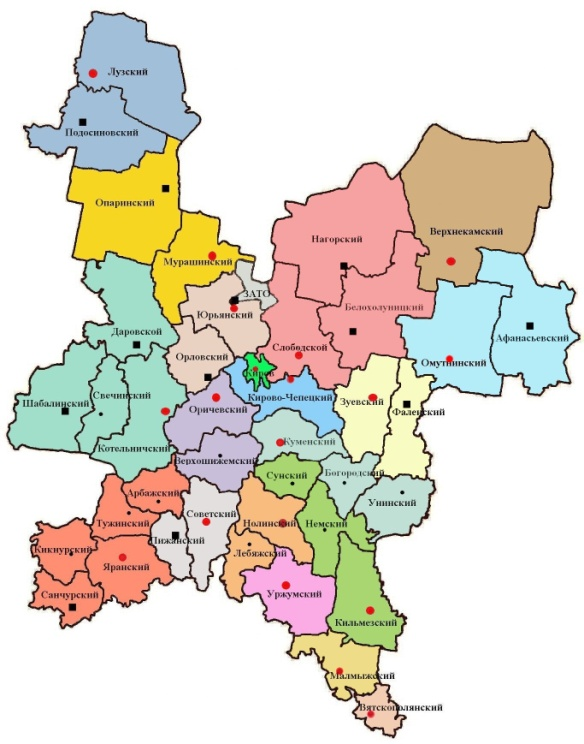 Лузский
Подосиновский
Опаринский
Верхнекамский
Нагорский
Мурашинский
ЗАТО
Белохолуницкий
Юрьянский
Даровской
Афанасьевский
Слободской
Орловский
Омутнинский
Киров
Шабалинский
Свечинский
Кирово-Чепецкий
Зуевский
Оричевский
Фаленский
Котельничский
Куменский
Верхошижемский
Богородский
Сунский
Арбажский
Унинский
Советский
Тужинский
Нолинский
Немский
Пижанский
Кикнурский
Лебяжский
Яранский
Санчурский
Уржумский
Кильмезский
Малмыжский
Вятскополянский